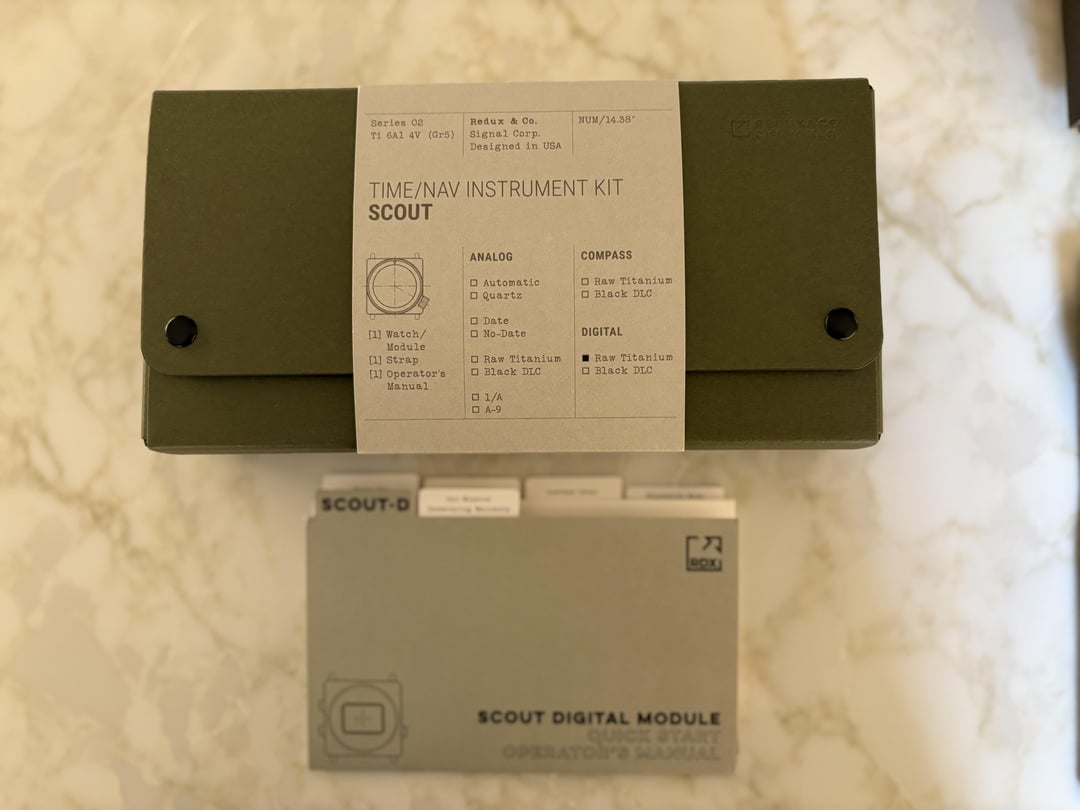 Series 02
Ti 6Al 4V (Gr5)
Redux & Co.
Signal Corp.
Designed in USA
NUM/14.38"
REDUX & CO
TIME/NAV INSTRUMENT KIT
SCOUT
[1] Watch/
Module
[1] Strap
[1] Operator's
Manual
ANALOG
Automatic
Quartz
Date
No-Date
Raw Titanium
Black DLC
1/A
A-9
COMPASS
Raw Titanium
Black DLC
DIGITAL
Raw Titanium
Black DLC
SCOUT-D
RDX
SCOUT DIGITAL MODULE
QUICK START
OPERATOR'S MANUAL